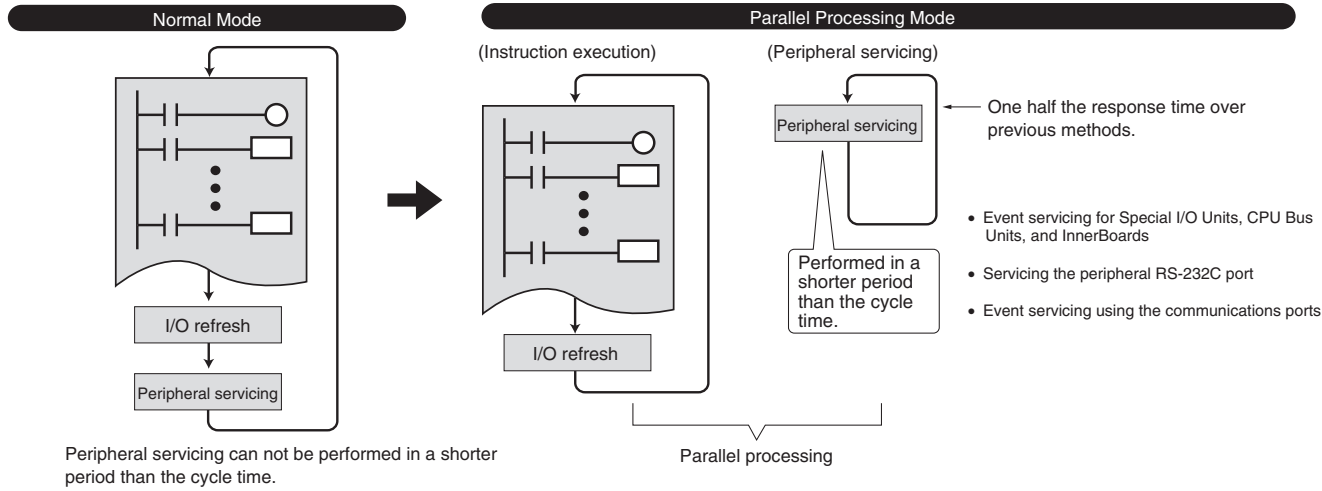 Normal Mode
Parallel Processing Mode
(Instruction execution)
(Peripheral servicing)
I/O refresh
Peripheral servicing
Peripheral servicing can not be performed in a shorter
period than the cycle time.
I/O refresh
Peripheral servicing
Performed in a
shorter period
than the cycle
time.
Parallel processing
One half the response time over
previous methods.
• Event servicing for Special I/O Units, CPU Bus
Units, and InnerBoards
• Servicing the peripheral RS-232C port
• Event servicing using the communications ports